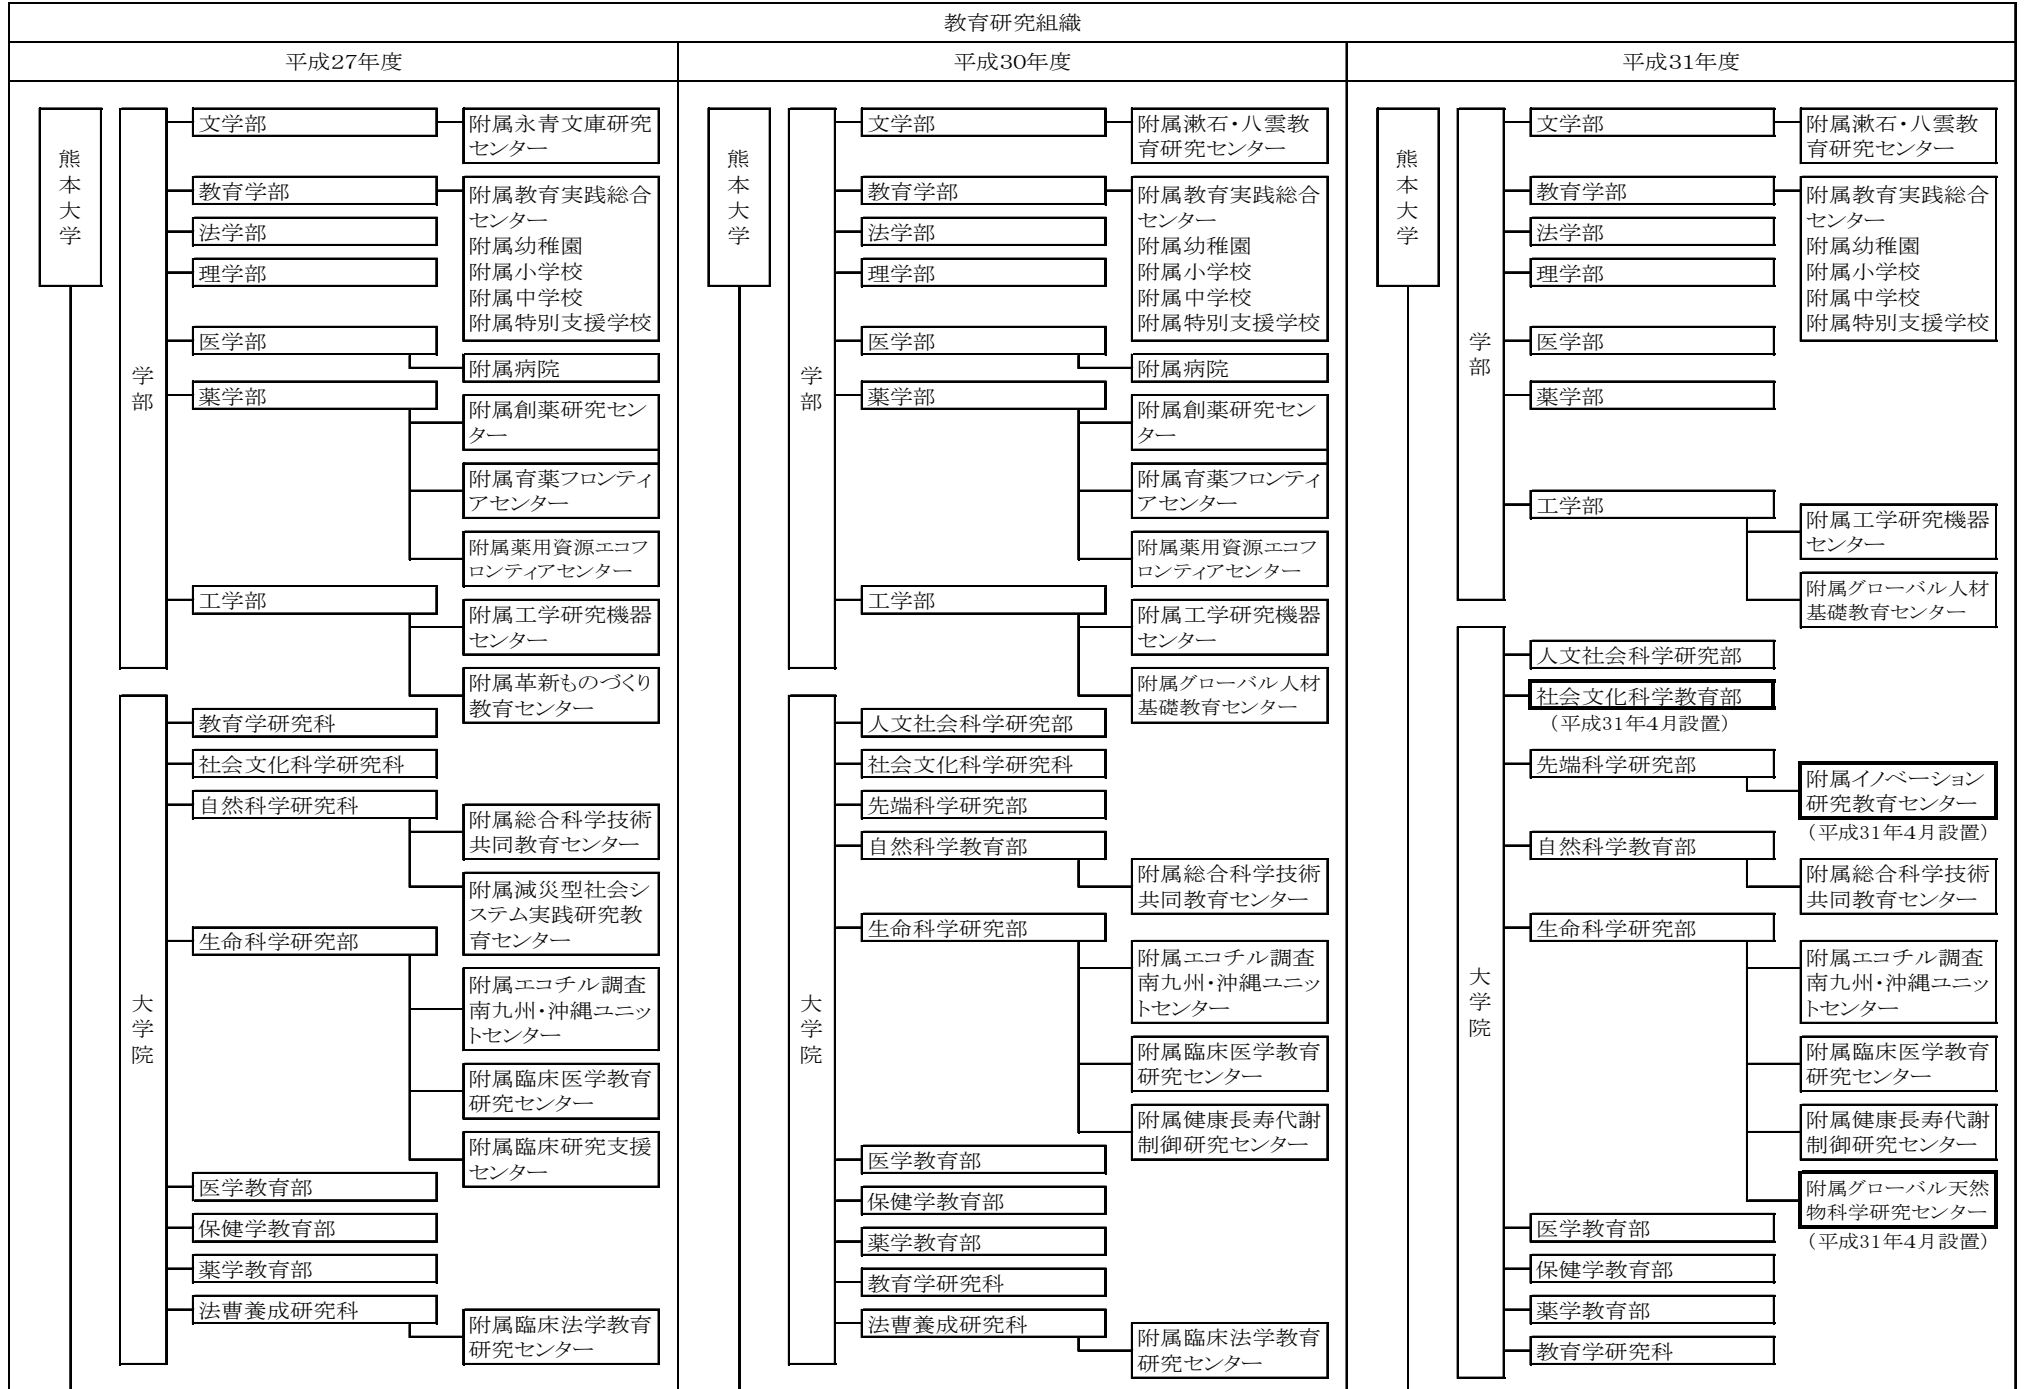 教育研究組織
平成27年度
平成30年度
平成31年度
熊本大学
学部
文学部
附属永青文庫研究
センター
教育学部
附属教育実践総合
センター
附属幼稚園
附属小学校
附属中学校
附属特別支援学校
法学部
理学部
医学部
附属病院
薬学部
附属創薬研究セン
ター
附属育薬フロンティ
アセンター
附属薬用資源エコフ
ロンティアセンター
工学部
附属工学研究機器
センター
附属革新ものづくり
教育センター
大学院
教育学研究科
社会文化科学研究科
自然科学研究科
附属総合科学技術
共同教育センター
附属減災型社会シ
ステム実践研究教
育センター
生命科学研究部
附属エコチル調査
南九州・沖縄ユニッ
トセンター
附属臨床医学教育
研究センター
附属臨床研究支援
センター
医学教育部
保健学教育部
薬学教育部
法曹養成研究科
附属臨床法学教育
研究センター
熊本大学
学部
文学部
附属漱石・八雲教
育研究センター
教育学部
附属教育実践総合
センター
附属幼稚園
附属小学校
附属中学校
附属特別支援学校
法学部
理学部
医学部
附属病院
薬学部
附属創薬研究セン
ター
附属育薬フロンティ
アセンター
附属薬用資源エコフ
ロンティアセンター
工学部
附属工学研究機器
センター
附属グローバル人材
基礎教育センター
大学院
人文社会科学研究部
社会文化科学研究科
先端科学研究部
自然科学教育部
附属総合科学技術
共同教育センター
生命科学研究部
附属エコチル調査
南九州・沖縄ユニッ
トセンター
附属臨床医学教育
研究センター
附属健康長寿代謝
制御研究センター
医学教育部
保健学教育部
薬学教育部
教育学研究科
法曹養成研究科
附属臨床法学教育
研究センター
熊本大学
学部
文学部
附属漱石・八雲教
育研究センター
教育学部
附属教育実践総合
センター
附属幼稚園
附属小学校
附属中学校
附属特別支援学校
法学部
理学部
医学部
薬学部
工学部
附属工学研究機器
センター
附属グローバル人材
基礎教育センター
大学院
人文社会科学研究部
社会文化科学教育部
（平成31年4月設置）
先端科学研究部
附属イノベーション
研究教育センター
（平成31年4月設置）
自然科学教育部
附属総合科学技術
共同教育センター
生命科学研究部
附属エコチル調査
南九州・沖縄ユニッ
トセンター
附属臨床医学教育
研究センター
附属健康長寿代謝
制御研究センター
附属グローバル天然
物科学研究センター
（平成31年4月設置）
医学教育部
保健学教育部
薬学教育部
教育学研究科